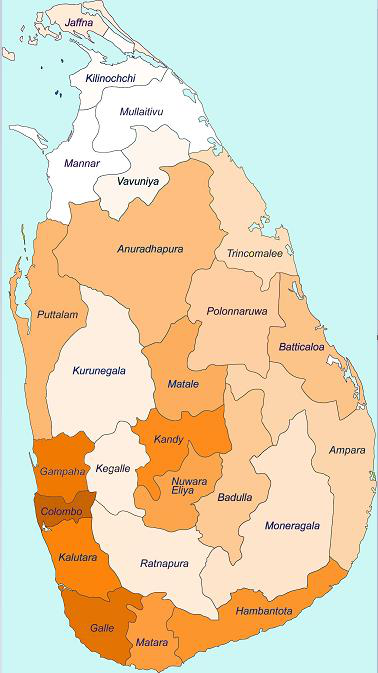 Jaffna
Kilinochchi
Mullaitivu
Mannar
Vavuniya
Anuradhapura
Trincomalee
Polonnaruwa
Puttalam
Batticaloa
Kurunegala
Matale
Kandy
Ampara
Kegalle
Gampaha
Nuwara
Eliya
Badulla
Colombo
Moneragala
Kalutara
Ratnapura
Hambantota
Galle
Matara